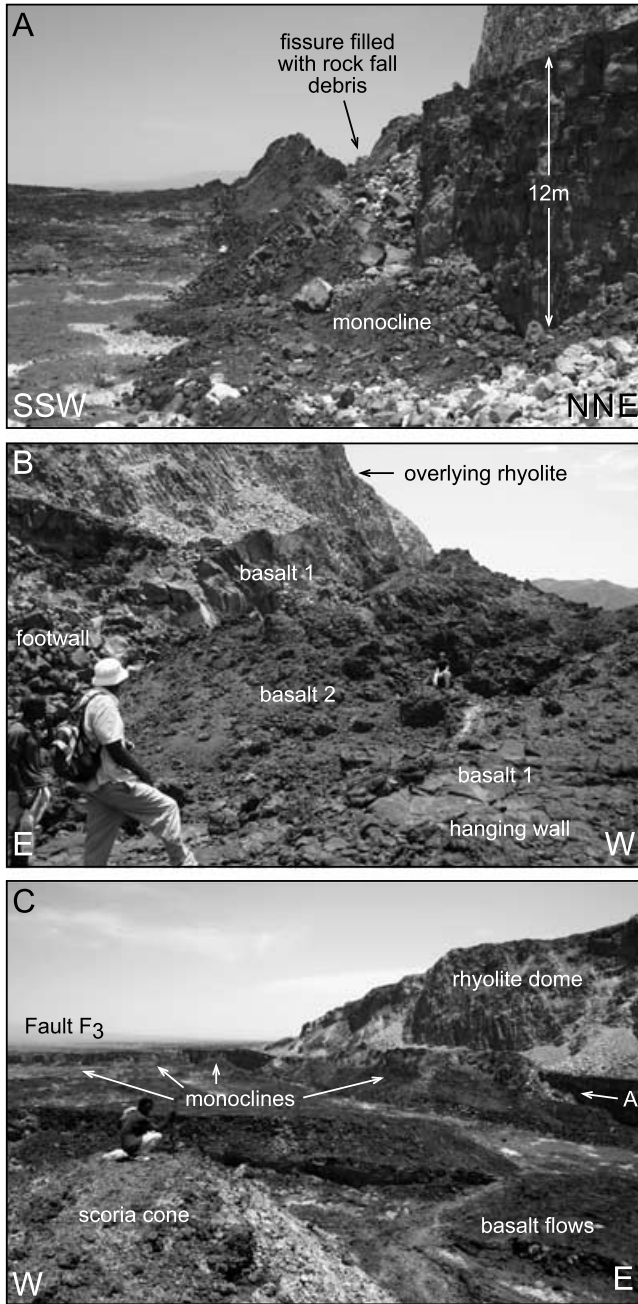 A
fissure filled
with rock fall
debris
12m
monocline
SSW
NNE
B
overlying rhyolite
basalt 1
footwall
basalt 2
basalt 1
hanging wall
E
W
C
rhyolite dome
Fault F3
monoclines
A
scoria cone
basalt flows
W
E